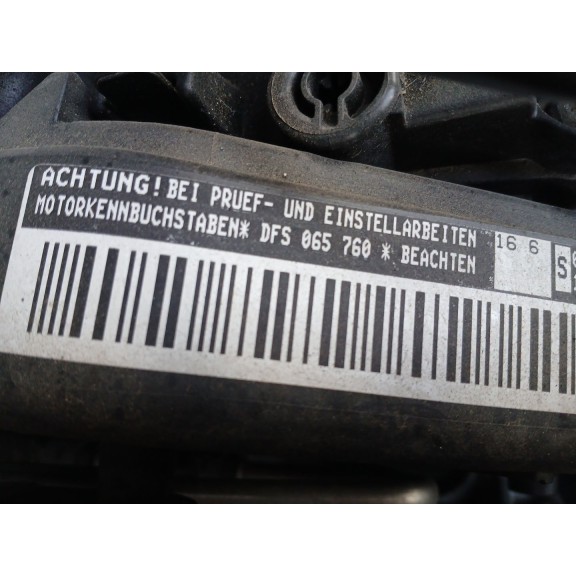 ACHTUNG! BEI PRUEF- UND EINSTELLARBEITEN
MOTORKENNBUCHSTABEN* DFS 065 760 * BEACHTEN
16 6
S